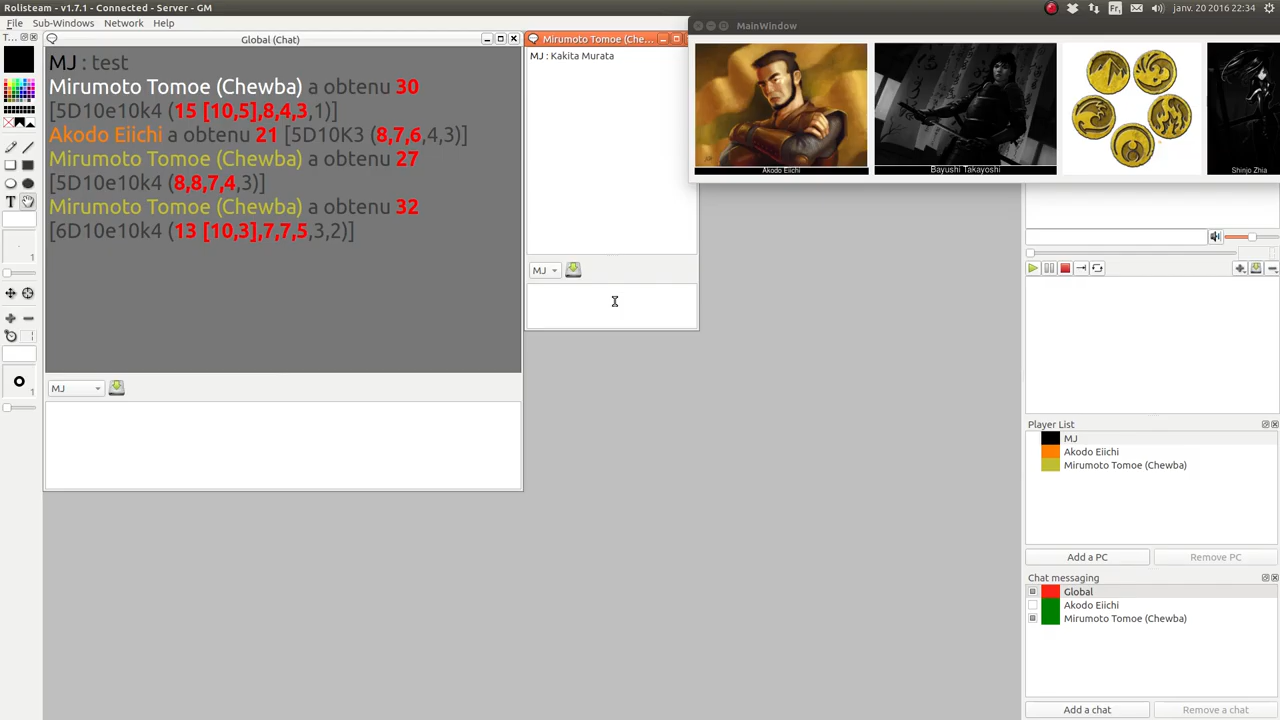 Rolisteam - v1.7.1 - Connected - Server - GM
Fr
janv. 20 2016 22:34
File Sub-Windows Network Help
MainWindow
T...
Global (Chat)
MJ : test
Mirumoto Tomoe (Chewba) a obtenu 30
[5D10e10k4 (15 [10,5],8,4,3,1)]
Akodo Eiichi a obtenu 21 [5D10K3 (8,7,6,4,3)]
Mirumoto Tomoe (Chewba) a obtenu 27
[5D10e10k4 (8,8,7,4,3)]
Mirumoto Tomoe (Chewba) a obtenu 32
[6D10e10k4 (13 [10,3],7,7,5,3,2)]
MJ
Mirumoto Tomoe (Che...
MJ : Kakita Murata
MJ
Akodo Eiichi
Bayushi Takayoshi
Shinjo Zhia
T
1
1
Player List
MJ
Akodo Eiichi
Mirumoto Tomoe (Chewba)
Add a PC
Remove PC
Chat messaging
Global
Akodo Eiichi
Mirumoto Tomoe (Chewba)
Add a chat
Remove a chat